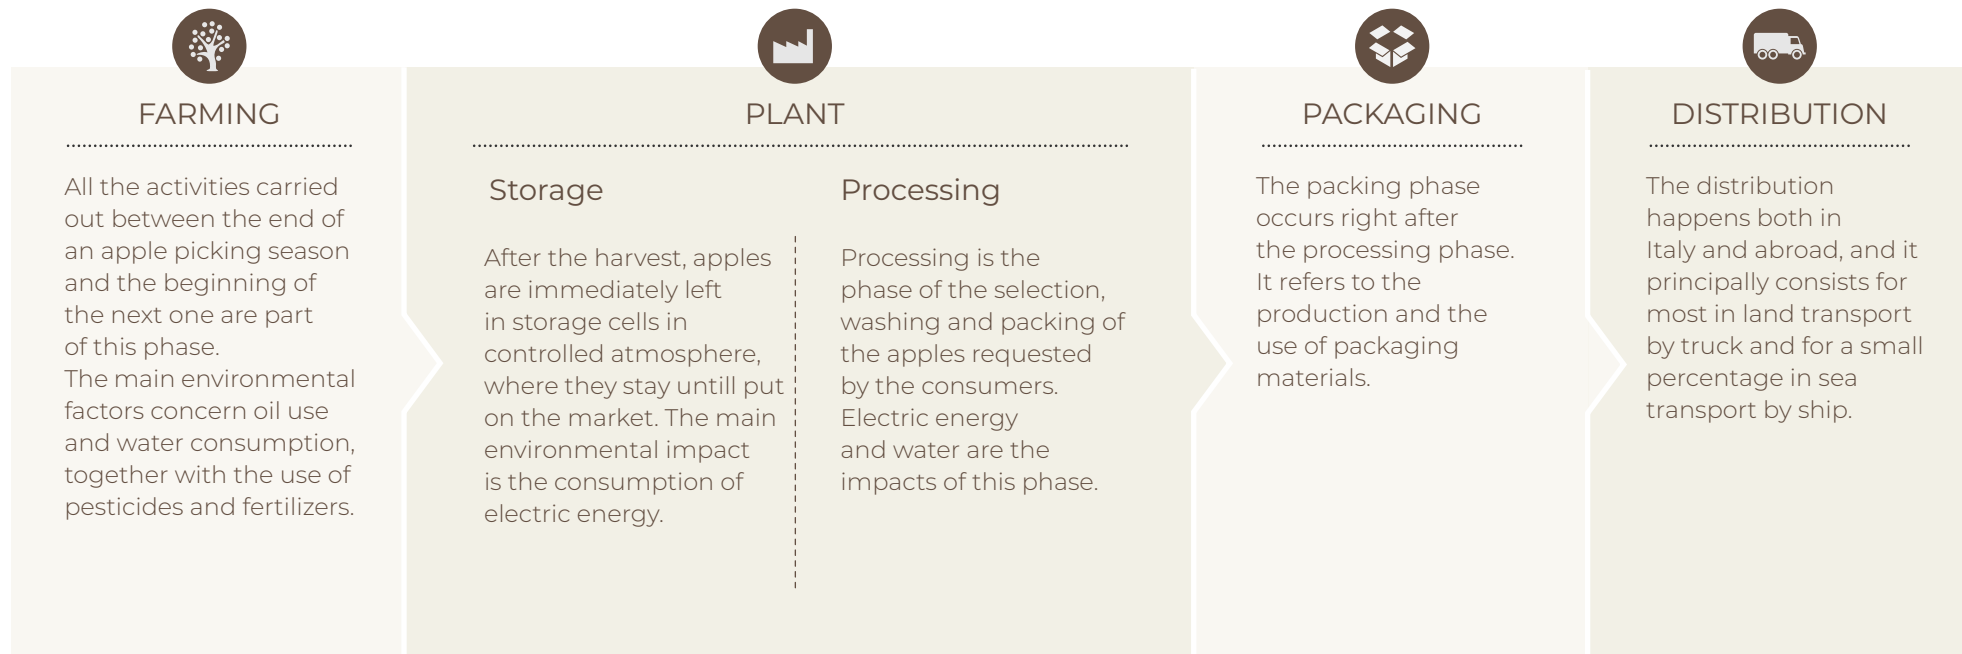 FARMING
All the activities carried
out between the end of
an apple picking season
and the beginning of
the next one are part
of this phase.
The main environmental
factors concern oil use
and water consumption,
together with the use of
pesticides and fertilizers.
PLANT
Storage
After the harvest, apples
are immediately left
in storage cells in
controlled atmosphere,
where they stay untill put
on the market. The main
environmental impact
is the consumption of
electric energy.
Processing
Processing is the
phase of the selection,
washing and packing of
the apples requested
by the consumers.
Electric energy
and water are the
impacts of this phase.
PACKAGING
The packing phase
occurs right after
the processing phase.
It refers to the
production and the
use of packaging
materials.
DISTRIBUTION
The distribution
happens both in
Italy and abroad, and it
principally consists for
most in land transport
by truck and for a small
percentage in sea
transport by ship.